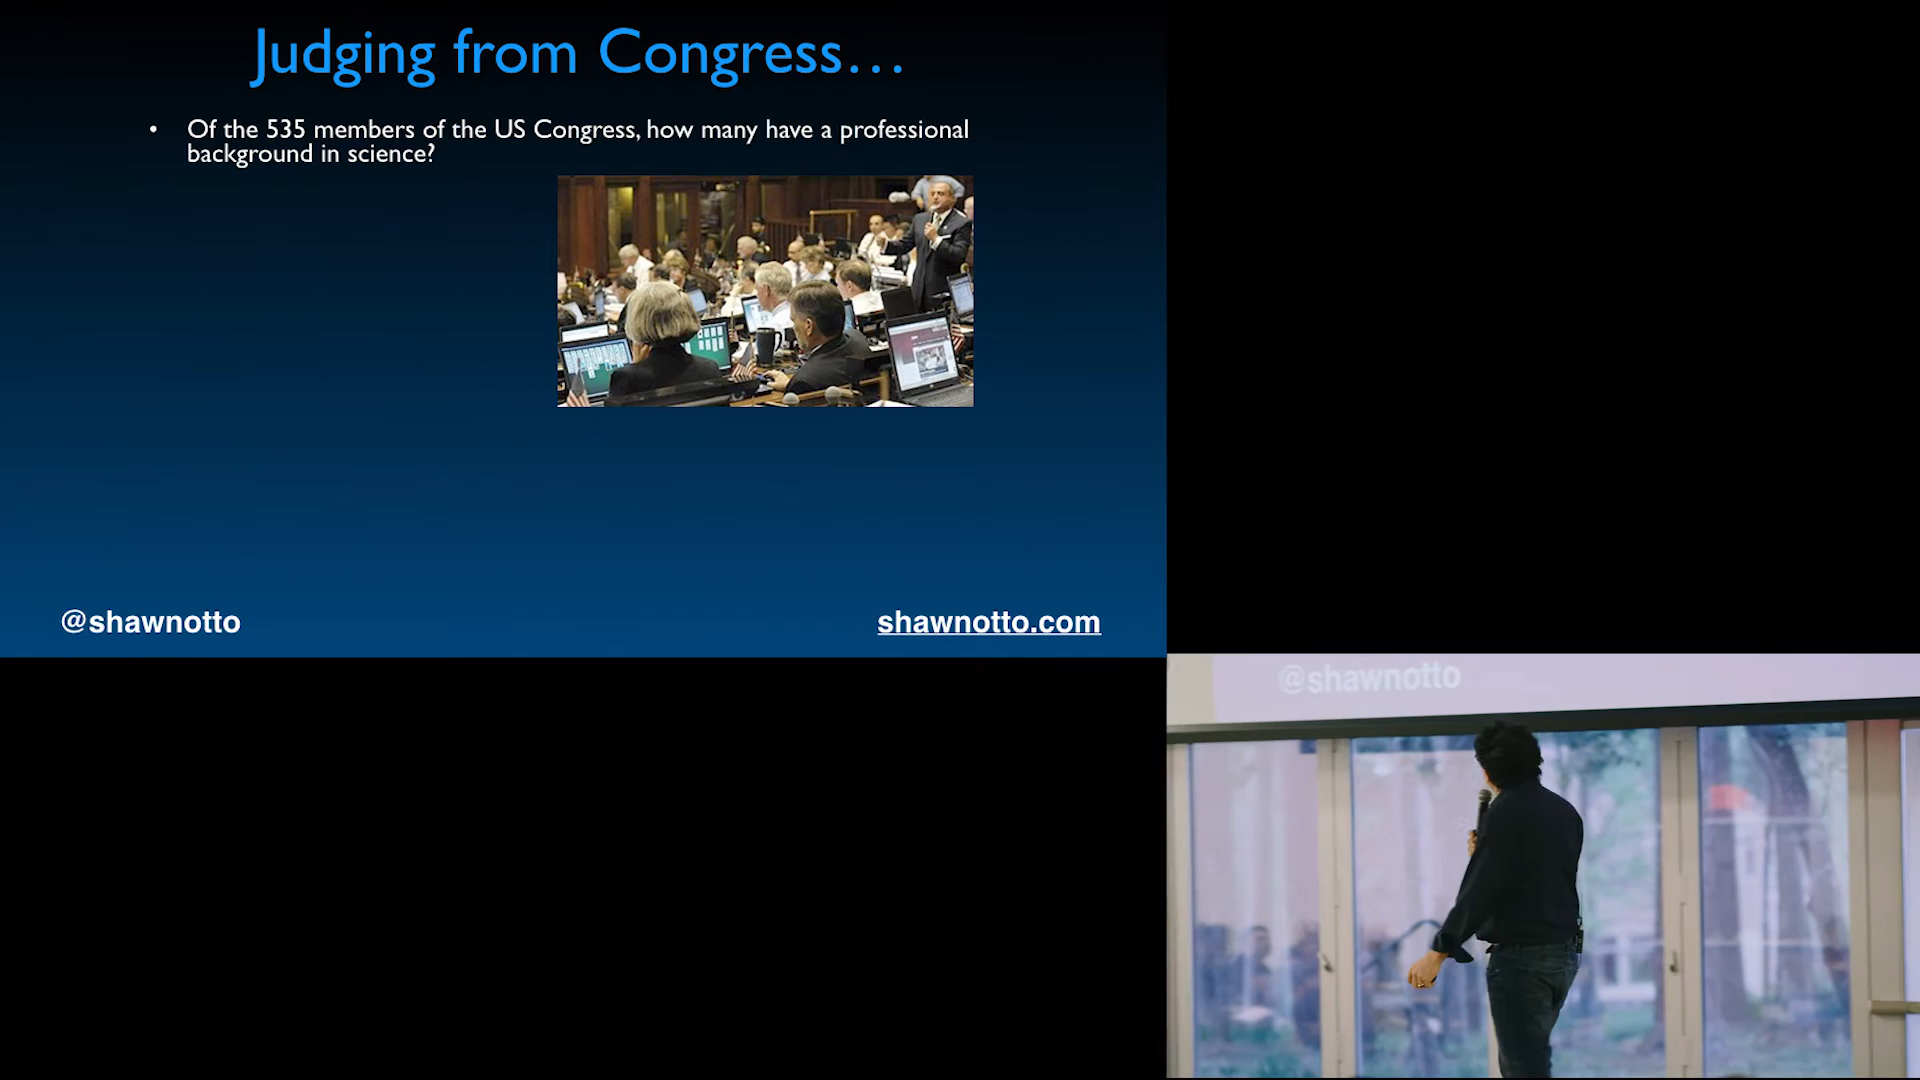 Judging from Congress…
• Of the 535 members of the US Congress, how many have a professional
background in science?
@shawnotto
shawnotto.com
@shawnotto